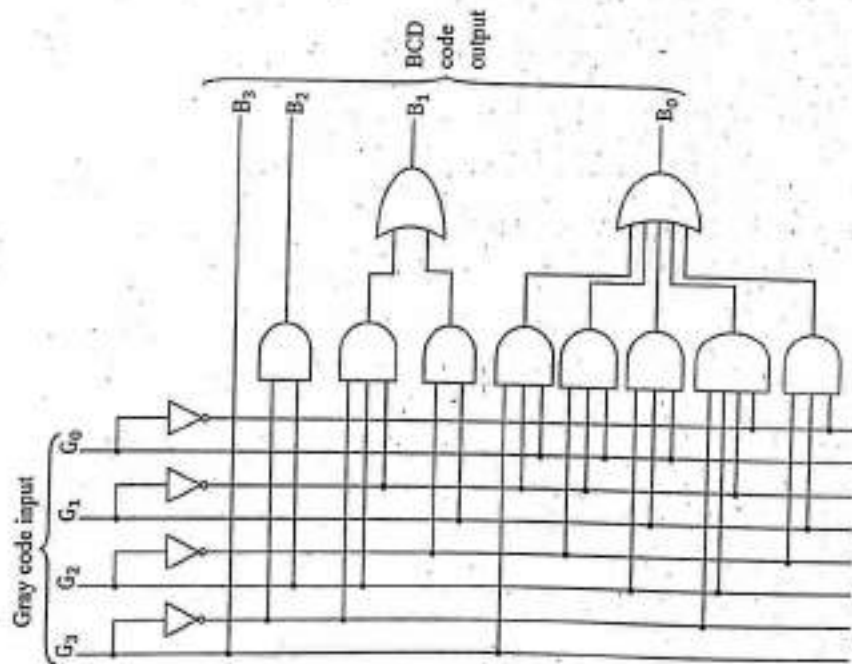 Gray code input
G₃ G₂ G₁ G₀
B₃
B₂
B₁
B₀
BCD
code
output